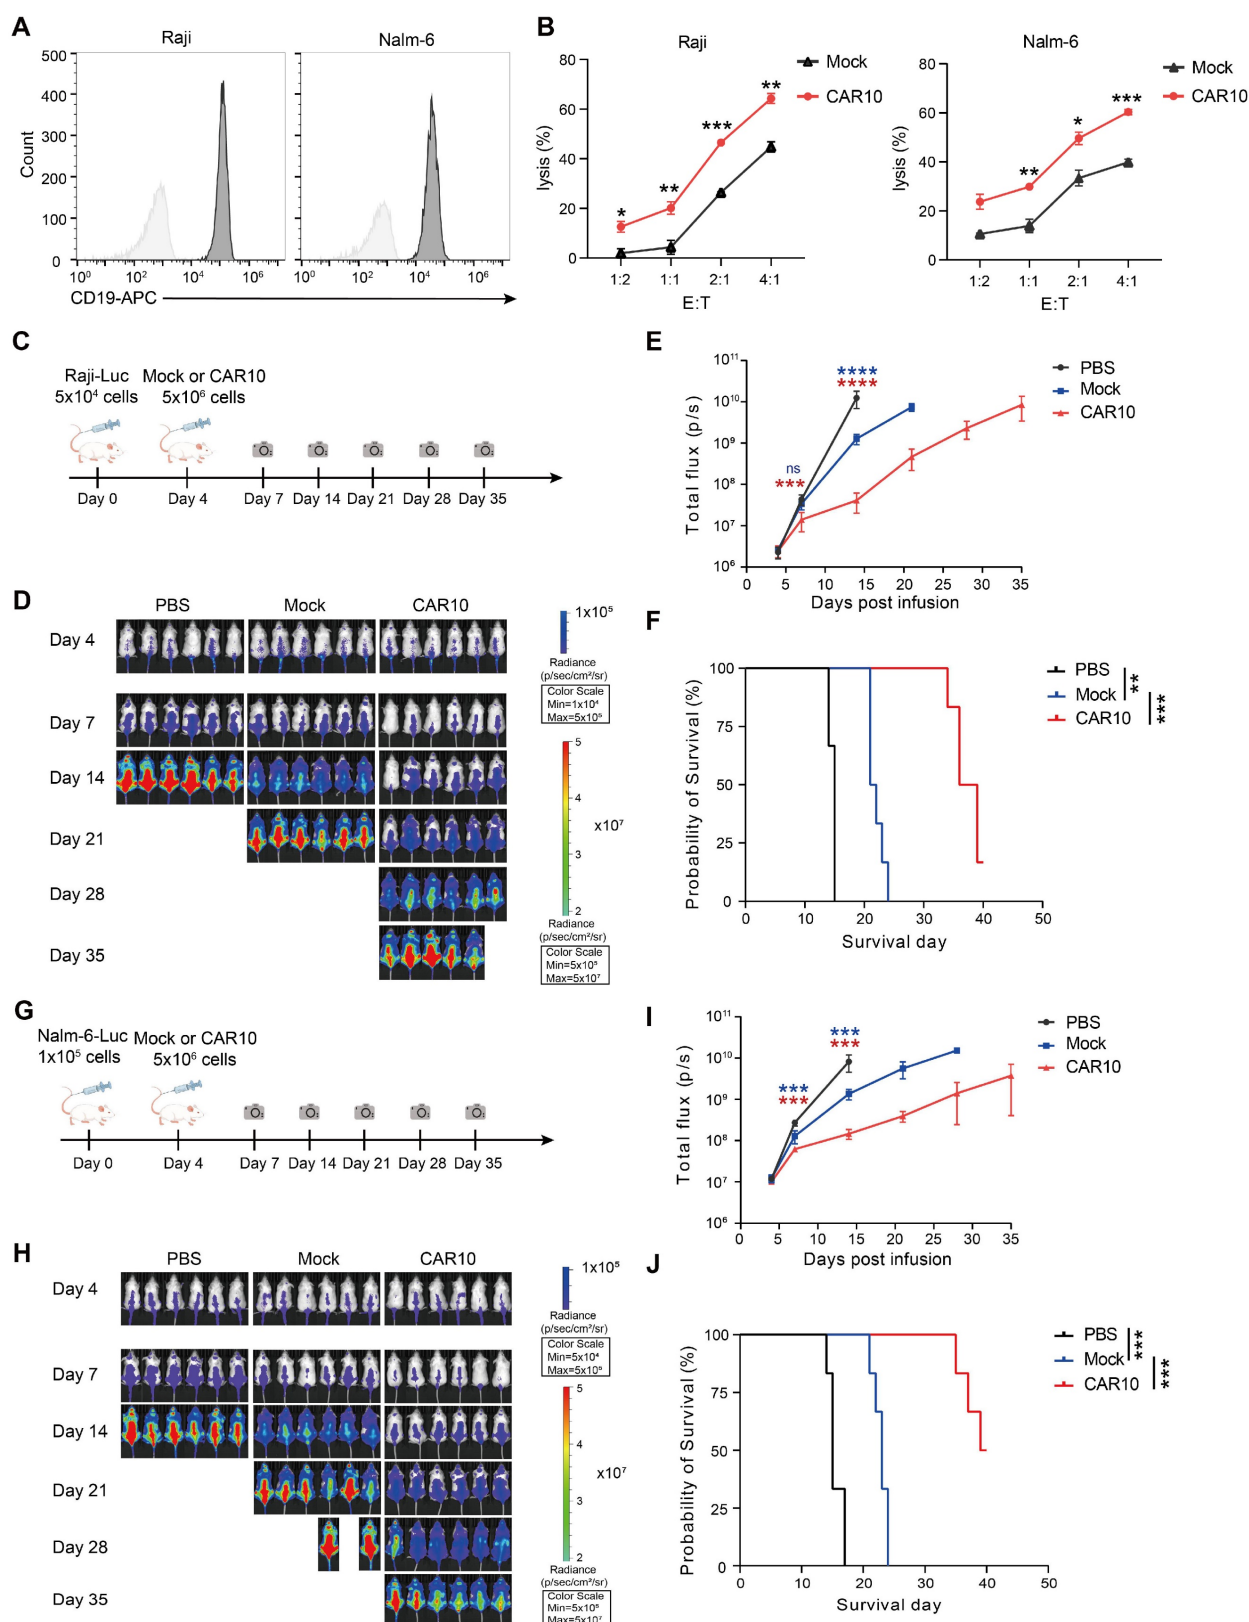 A
Raji
Nalm-6
500
400
300
200
100
0
Count
10⁰ 10² 10⁴ 10⁶
10⁰ 10² 10⁴ 10⁶
CD19-APC
B
Raji
80
60
40
20
0
lysis (%)
* ** *** **
1:2 1:1 2:1 4:1
E:T
Mock
CAR10
Nalm-6
80
60
40
20
0
lysis (%)
** * ***
1:2 1:1 2:1 4:1
E:T
Mock
CAR10
C
Raji-Luc
5x10⁴ cells
Mock or CAR10
5x10⁶ cells
Day 0 Day 4 Day 7 Day 14 Day 21 Day 28 Day 35
E
10¹¹
10¹⁰
10⁹
10⁸
10⁷
10⁶
Total flux (p/s)
ns
***
****
****
0 5 10 15 20 25 30 35
Days post infusion
PBS
Mock
CAR10
D
PBS Mock CAR10
Day 4
Day 7
Day 14
Day 21
Day 28
Day 35
1x10⁵
Radiance
(p/sec/cm²/sr)
Color Scale
Min=1x10⁴
Max=5x10⁵
5
4
3
2
x10⁷
Radiance
(p/sec/cm²/sr)
Color Scale
Min=5x10⁵
Max=5x10⁷
F
100
75
50
25
0
Probability of Survival (%)
0 10 20 30 40 50
Survival day
PBS
Mock
CAR10
**
***
G
Nalm-6-Luc
1x10⁵ cells
Mock or CAR10
5x10⁶ cells
Day 0 Day 4 Day 7 Day 14 Day 21 Day 28 Day 35
I
10¹¹
10¹⁰
10⁹
10⁸
10⁷
10⁶
Total flux (p/s)
***
***
***
***
0 5 10 15 20 25 30 35
Days post infusion
PBS
Mock
CAR10
H
PBS Mock CAR10
Day 4
Day 7
Day 14
Day 21
Day 28
Day 35
1x10⁵
Radiance
(p/sec/cm²/sr)
Color Scale
Min=5x10⁴
Max=5x10⁵
5
4
3
2
x10⁷
Radiance
(p/sec/cm²/sr)
Color Scale
Min=5x10⁵
Max=5x10⁷
J
100
75
50
25
0
Probability of Survival (%)
0 10 20 30 40 50
Survival day
PBS
Mock
CAR10
***
***